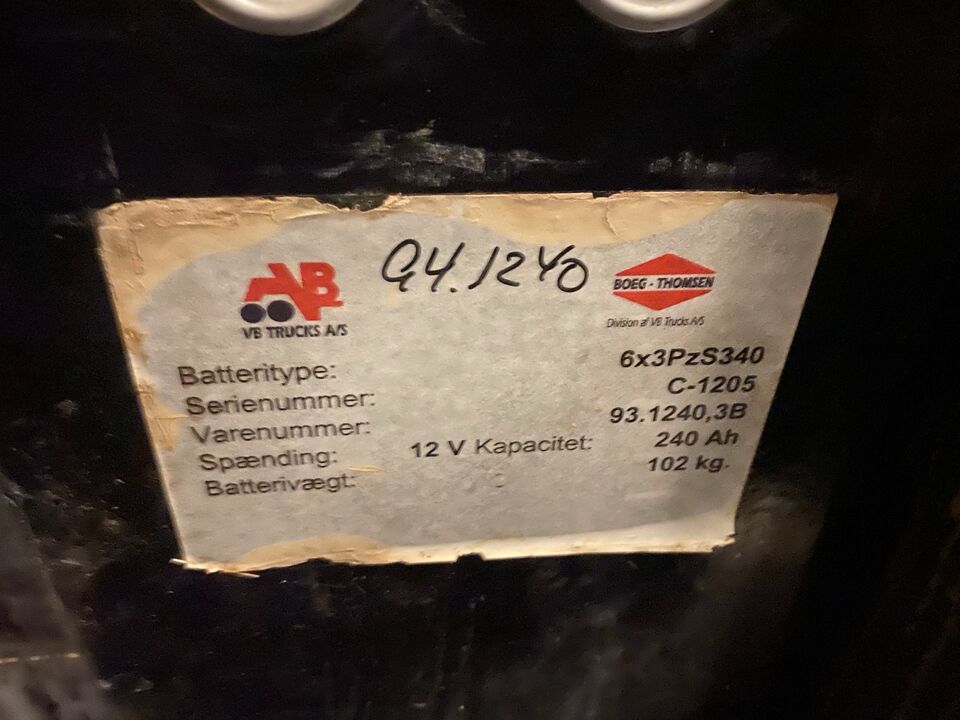 94.1240
VB
VB TRUCKS A/S
BOEG - THOMSEN
Division af VB Trucks A/S
Batteritype: 6x3PzS340
Serienummer: C-1205
Varenummer: 93.1240,3B
Spænding: 12 V Kapacitet: 240 Ah
Batterivægt: 102 kg.